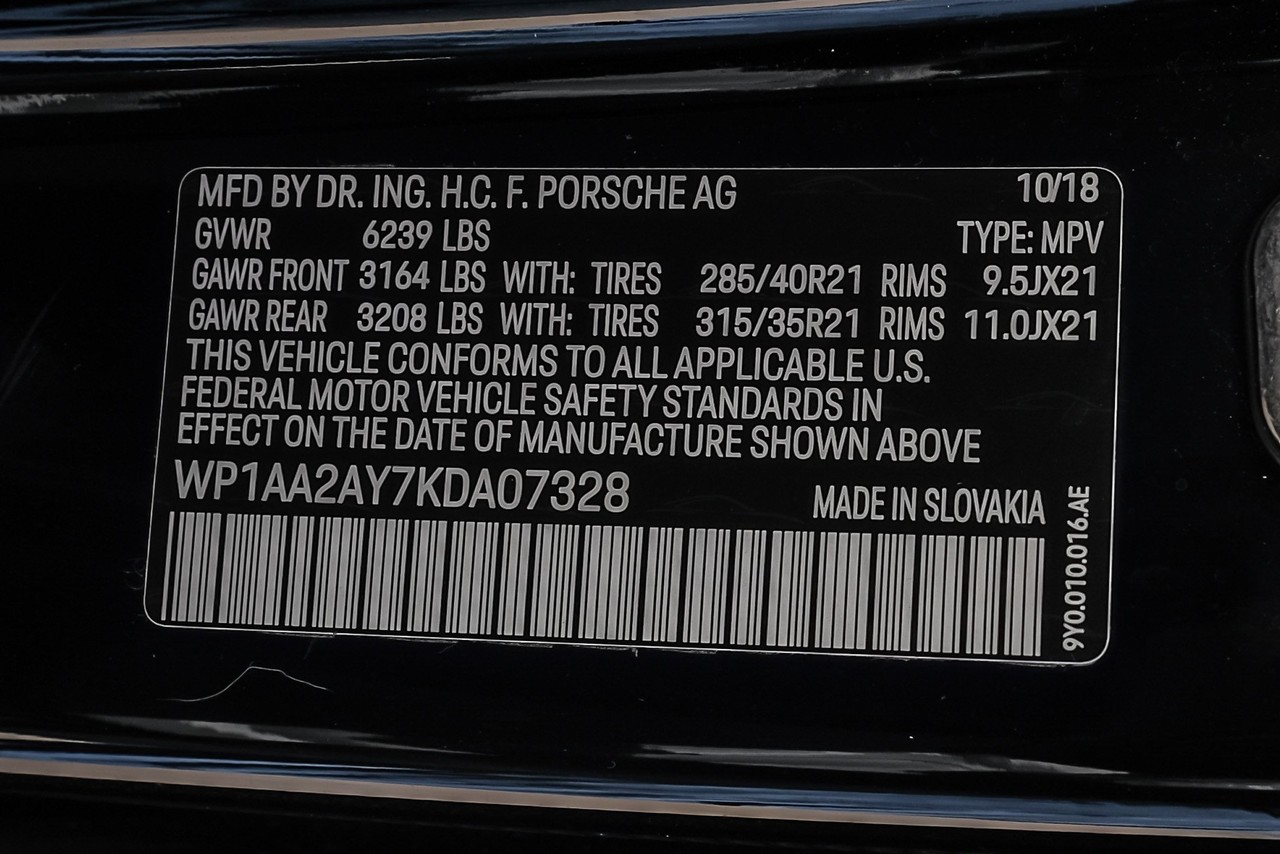 MFD BY DR. ING. H.C. F. PORSCHE AG 10/18
GVWR 6239 LBS TYPE: MPV
GAWR FRONT 3164 LBS WITH: TIRES 285/40R21 RIMS 9.5JX21
GAWR REAR 3208 LBS WITH: TIRES 315/35R21 RIMS 11.0JX21
THIS VEHICLE CONFORMS TO ALL APPLICABLE U.S.
FEDERAL MOTOR VEHICLE SAFETY STANDARDS IN
EFFECT ON THE DATE OF MANUFACTURE SHOWN ABOVE
WP1AA2AY7KDA07328 MADE IN SLOVAKIA
9Y0.010.016.AE